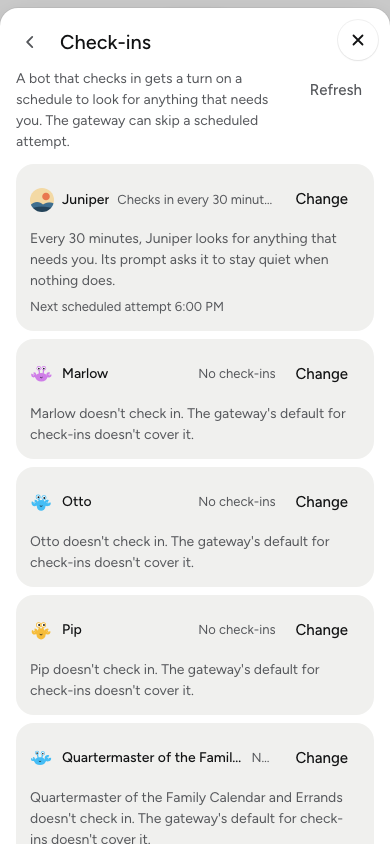 Check-ins
A bot that checks in gets a turn on a
schedule to look for anything that needs
you. The gateway can skip a scheduled
attempt.
Refresh
Juniper Checks in every 30 minut... Change
Every 30 minutes, Juniper looks for anything that
needs you. Its prompt asks it to stay quiet when
nothing does.
Next scheduled attempt 6:00 PM
Marlow No check-ins Change
Marlow doesn't check in. The gateway's default for
check-ins doesn't cover it.
Otto No check-ins Change
Otto doesn't check in. The gateway's default for
check-ins doesn't cover it.
Pip No check-ins Change
Pip doesn't check in. The gateway's default for
check-ins doesn't cover it.
Quartermaster of the Famil... N... Change
Quartermaster of the Family Calendar and Errands
doesn't check in. The gateway's default for check-
ins doesn't cover it.